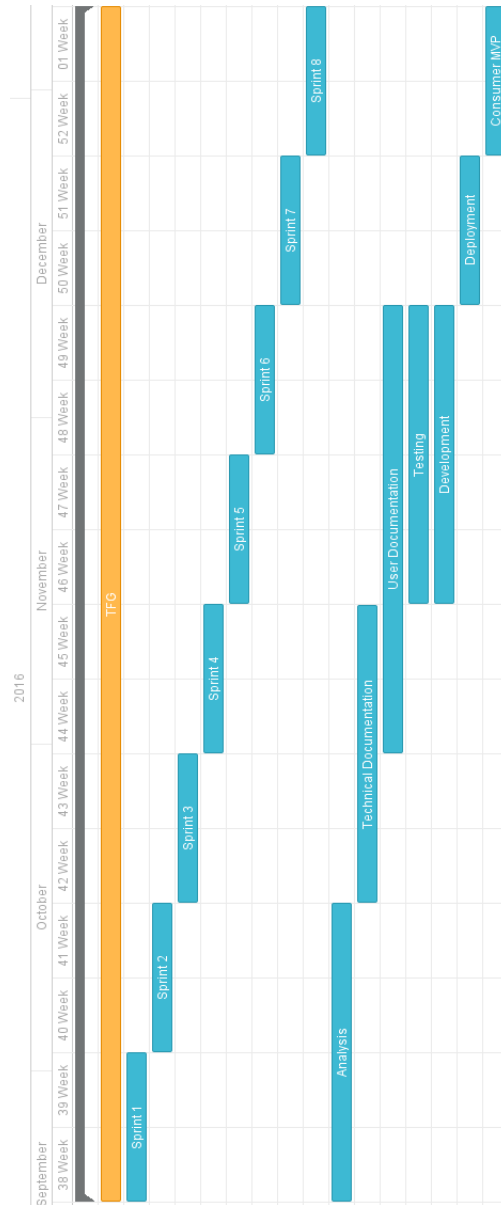 2016
September
October
November
December
38 Week
39 Week
40 Week
41 Week
42 Week
43 Week
44 Week
45 Week
46 Week
47 Week
48 Week
49 Week
50 Week
51 Week
52 Week
01 Week
TFG
Sprint 1
Sprint 2
Sprint 3
Sprint 4
Sprint 5
Sprint 6
Sprint 7
Sprint 8
Analysis
Technical Documentation
User Documentation
Testing
Development
Deployment
Consumer MVP